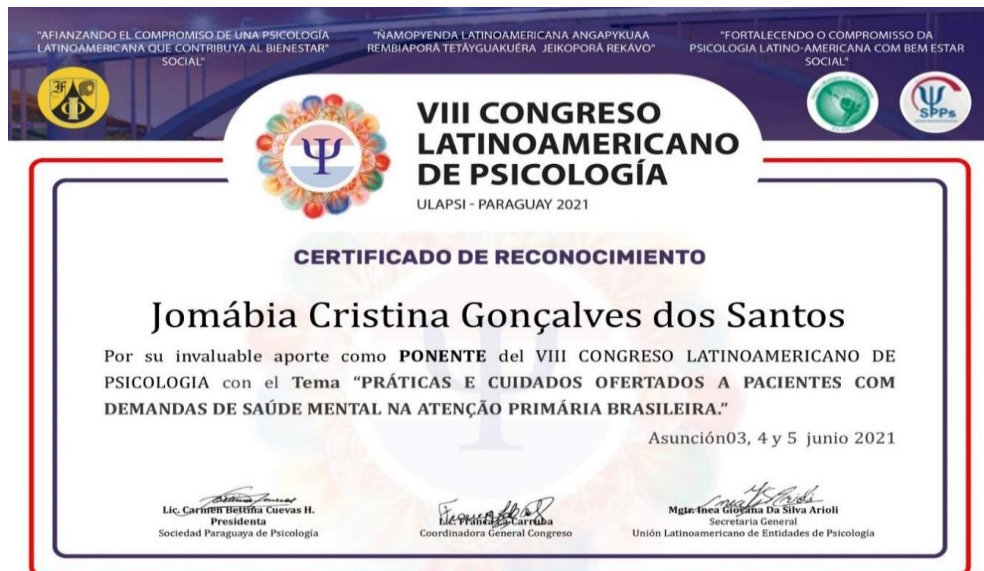 "AFIANZANDO EL COMPROMISO DE UNA PSICOLOGÍA
LATINOAMERICANA QUE CONTRIBUYA AL BIENESTAR"
SOCIAL"
"ÑAMOPYENDA LATINOAMERICANA ANGAPYKUAA
REMBIAPORÃ TETÃYGUAKUÉRA JEIKOPORÃ REKÁVO"
"FORTALECENDO O COMPROMISSO DA
PSICOLOGIA LATINO-AMERICANA COM BEM ESTAR
SOCIAL"
Ψ
SPPs
Ψ
VIII CONGRESO
LATINOAMERICANO
DE PSICOLOGÍA
ULAPSI - PARAGUAY 2021
CERTIFICADO DE RECONOCIMIENTO
Jomábia Cristina Gonçalves dos Santos
Por su invaluable aporte como PONENTE del VIII CONGRESO LATINOAMERICANO DE
PSICOLOGIA con el Tema “PRÁTICAS E CUIDADOS OFERTADOS A PACIENTES COM
DEMANDAS DE SAÚDE MENTAL NA ATENÇÃO PRIMÁRIA BRASILEIRA.”
Asunción03, 4 y 5 junio 2021
Lic. Carmen Bettina Cuevas H.
Presidenta
Sociedad Paraguaya de Psicología
Lic. Franca La Carruba
Coordinadora General Congreso
Mgtr. Inea Giovana Da Silva Arioli
Secretaria General
Unión Latinoamericano de Entidades de Psicología